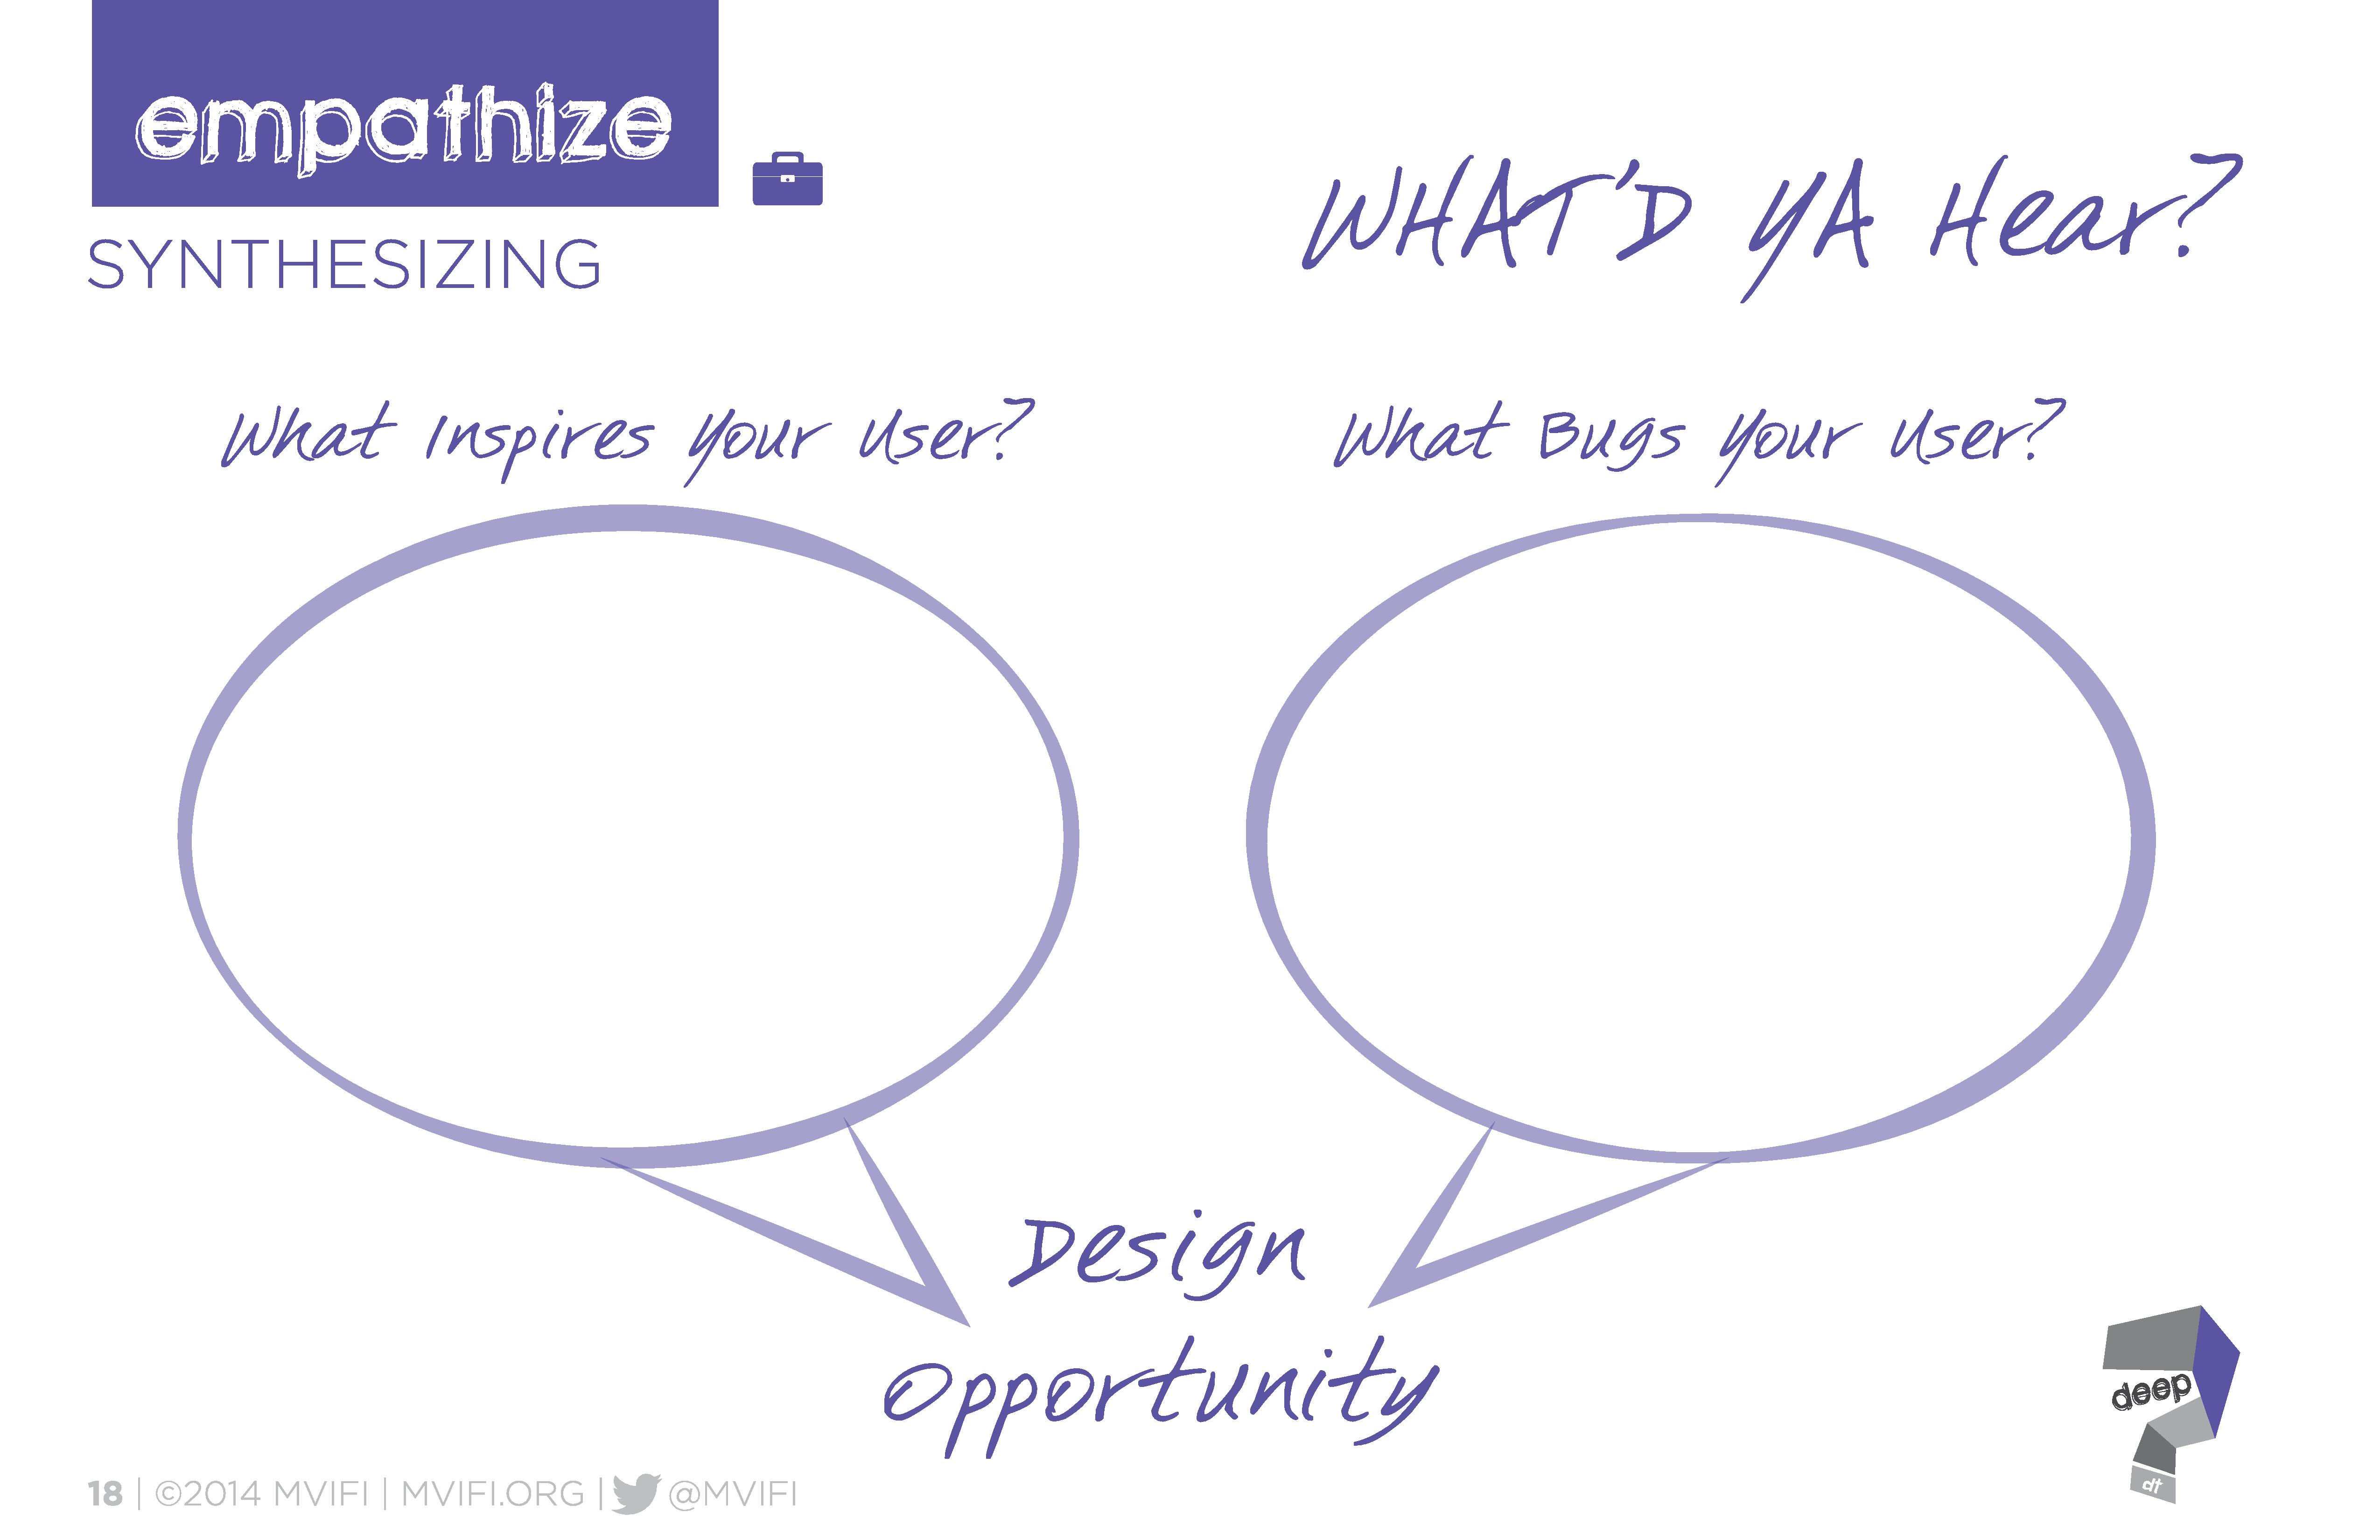 empathize
SYNTHESIZING
WHAT'D YA Hear?
What Inspires Your User?
What Bugs Your User?
Design
Opportunity
deep
dt
18 | ©2014 MVIFI | MVIFI.ORG | @MVIFI